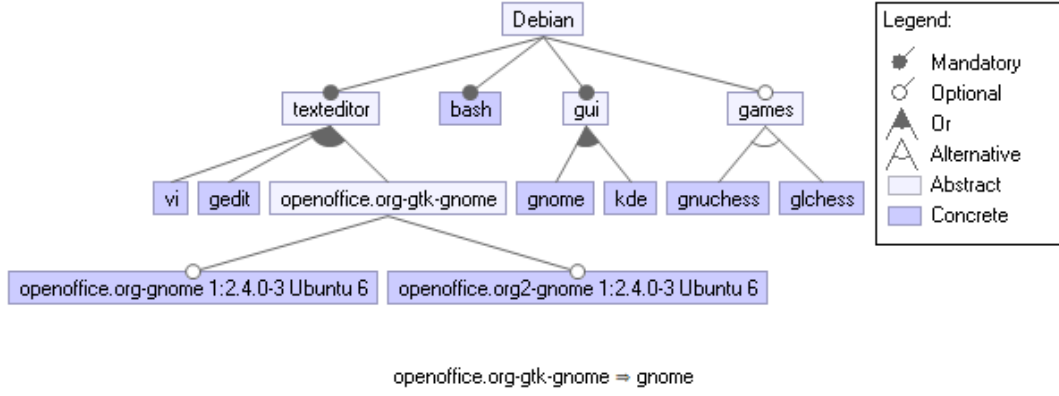 Debian
Legend:
Mandatory
Optional
Or
Alternative
Abstract
Concrete
texteditor
bash
gui
games
vi
gedit
openoffice.org-gtk-gnome
gnome
kde
gnuchess
glchess
openoffice.org-gnome 1:2.4.0-3 Ubuntu 6
openoffice.org2-gnome 1:2.4.0-3 Ubuntu 6
openoffice.org-gtk-gnome ⇒ gnome